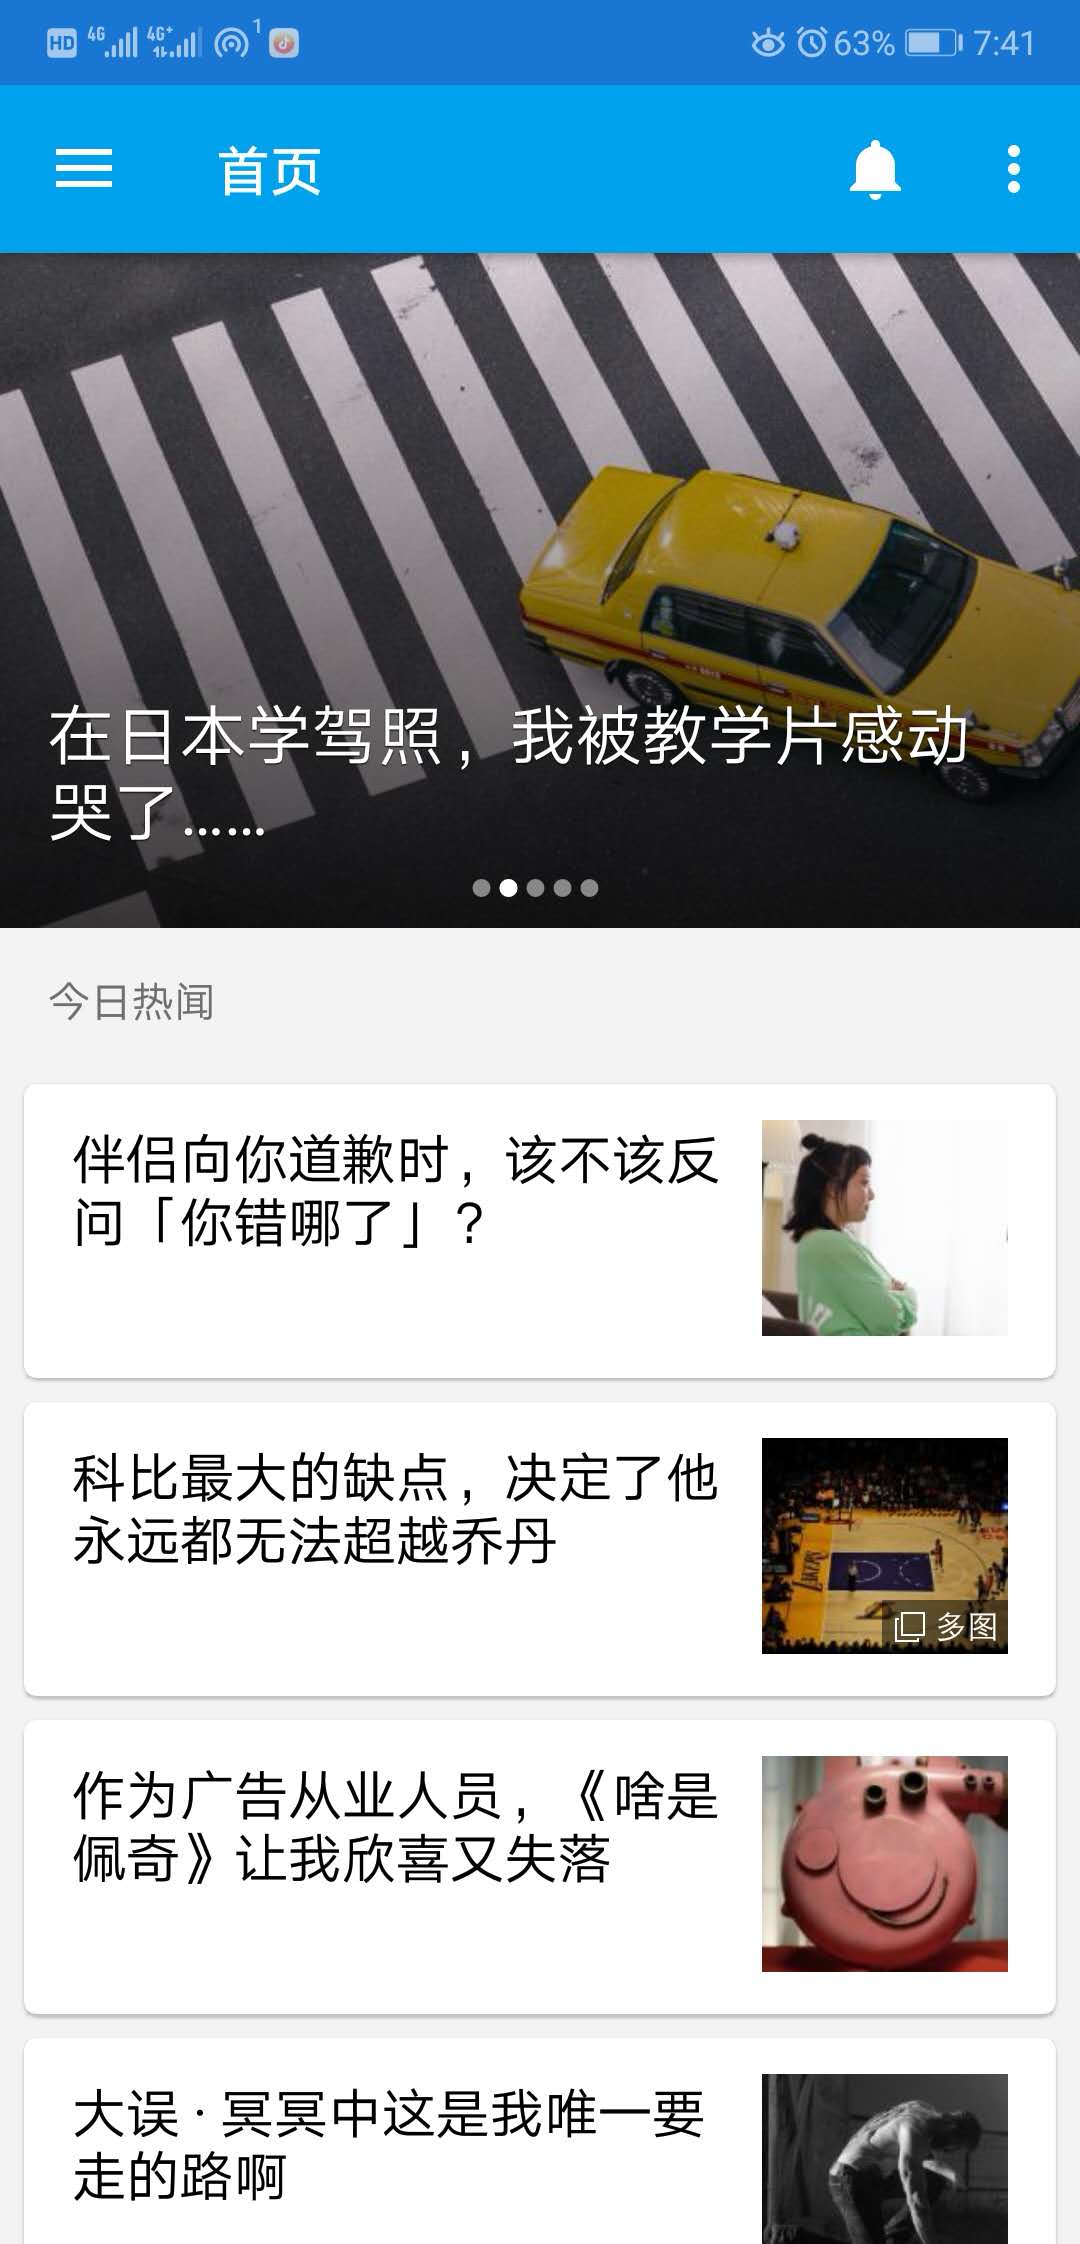 HD 4G 4G+ 1 63% 7:41
首页
在日本学驾照，我被教学片感动
哭了……
今日热闻
伴侣向你道歉时，该不该反
问「你错哪了」？
科比最大的缺点，决定了他
永远都无法超越乔丹
LAKERS
多图
作为广告从业人员，《啥是
佩奇》让我欣喜又失落
大误 · 冥冥中这是我唯一要
走的路啊